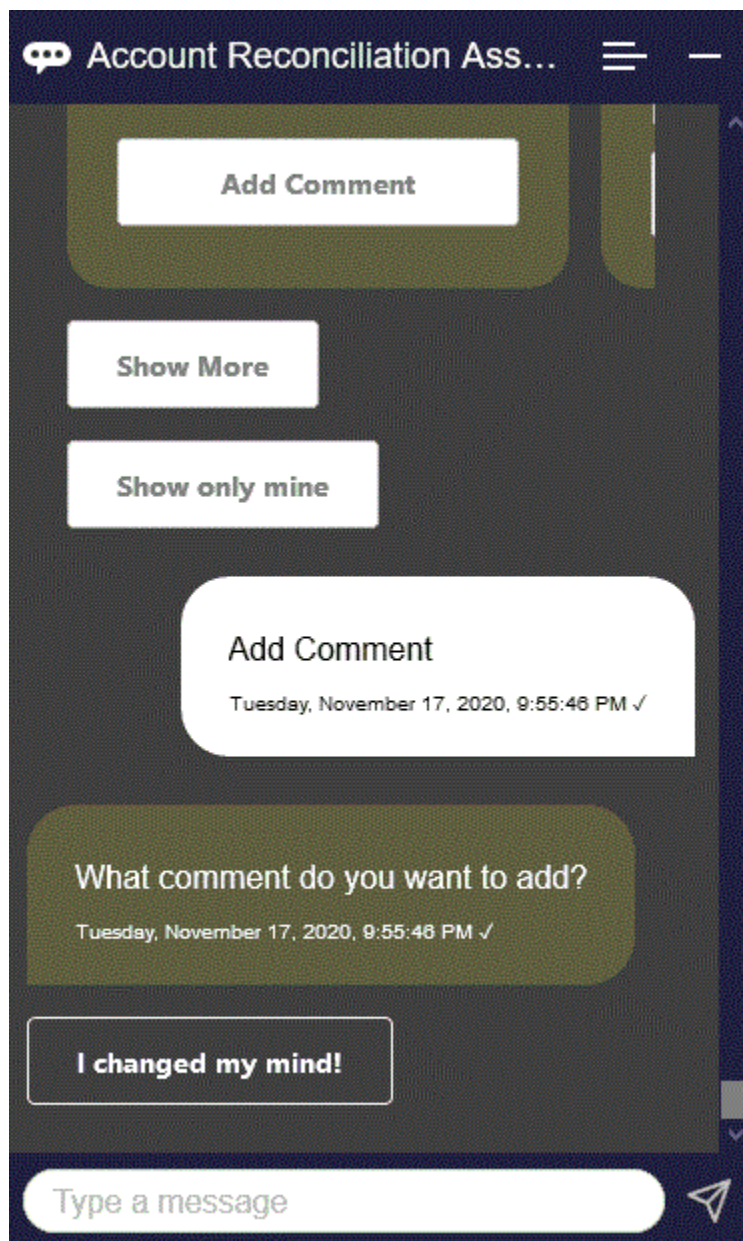 Account Reconciliation Ass...
Add Comment
Show More
Show only mine
Add Comment
Tuesday, November 17, 2020, 9:55:46 PM ✓
What comment do you want to add?
Tuesday, November 17, 2020, 9:55:46 PM ✓
I changed my mind!
Type a message